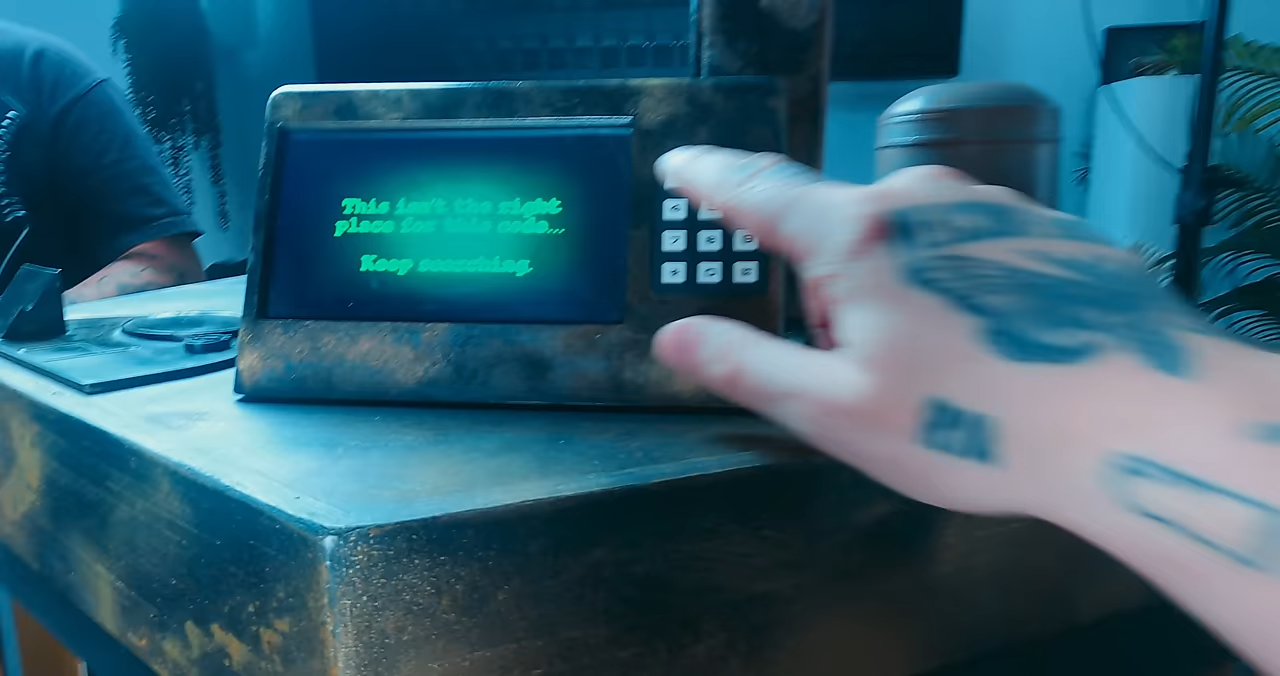 This isn't the right
place for this code...
Keep searching.